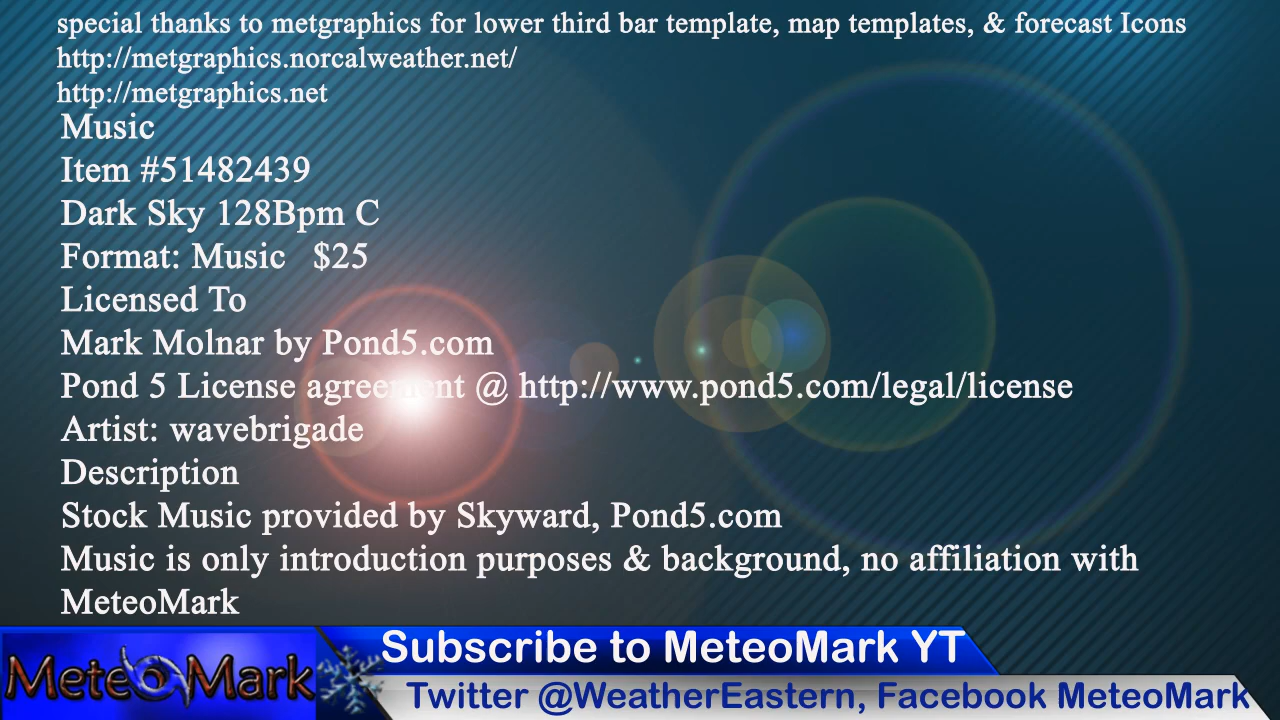 special thanks to metgraphics for lower third bar template, map templates, & forecast Icons
http://metgraphics.norcalweather.net/
http://metgraphics.net
Music
Item #51482439
Dark Sky 128Bpm C
Format: Music $25
Licensed To
Mark Molnar by Pond5.com
Pond 5 License agreement @ http://www.pond5.com/legal/license
Artist: wavebrigade
Description
Stock Music provided by Skyward, Pond5.com
Music is only introduction purposes & background, no affiliation with
MeteoMark
Subscribe to MeteoMark YT
MeteoMark
Twitter @WeatherEastern, Facebook MeteoMark